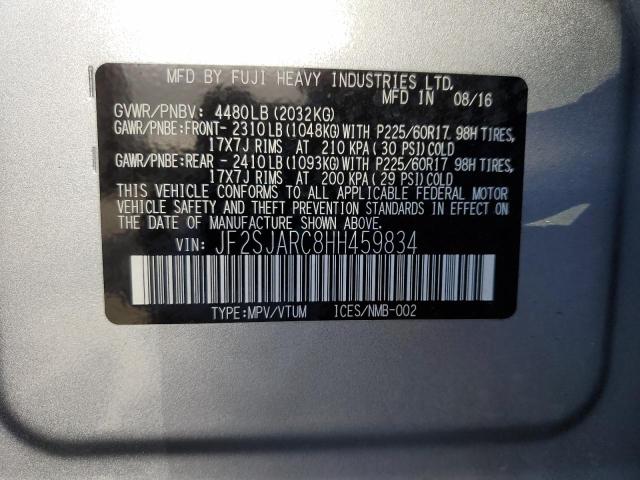 MFD BY FUJI HEAVY INDUSTRIES LTD.
MFD IN 08/16
GVWR/PNBV: 4480LB (2032KG)
GAWR/PNBE:FRONT- 2310LB (1048KG) WITH P225/60R17 98H TIRES,
17X7J RIMS AT 210 KPA ( 30 PSI) COLD
GAWR/PNBE:REAR - 2410LB (1093KG) WITH P225/60R17 98H TIRES,
17X7J RIMS AT 200 KPA ( 29 PSI) COLD
THIS VEHICLE CONFORMS TO ALL APPLICABLE FEDERAL MOTOR
VEHICLE SAFETY AND THEFT PREVENTION STANDARDS IN EFFECT ON
THE DATE OF MANUFACTURE SHOWN ABOVE.
VIN: JF2SJARC8HH459834
TYPE:MPV/VTUM ICES/NMB-002